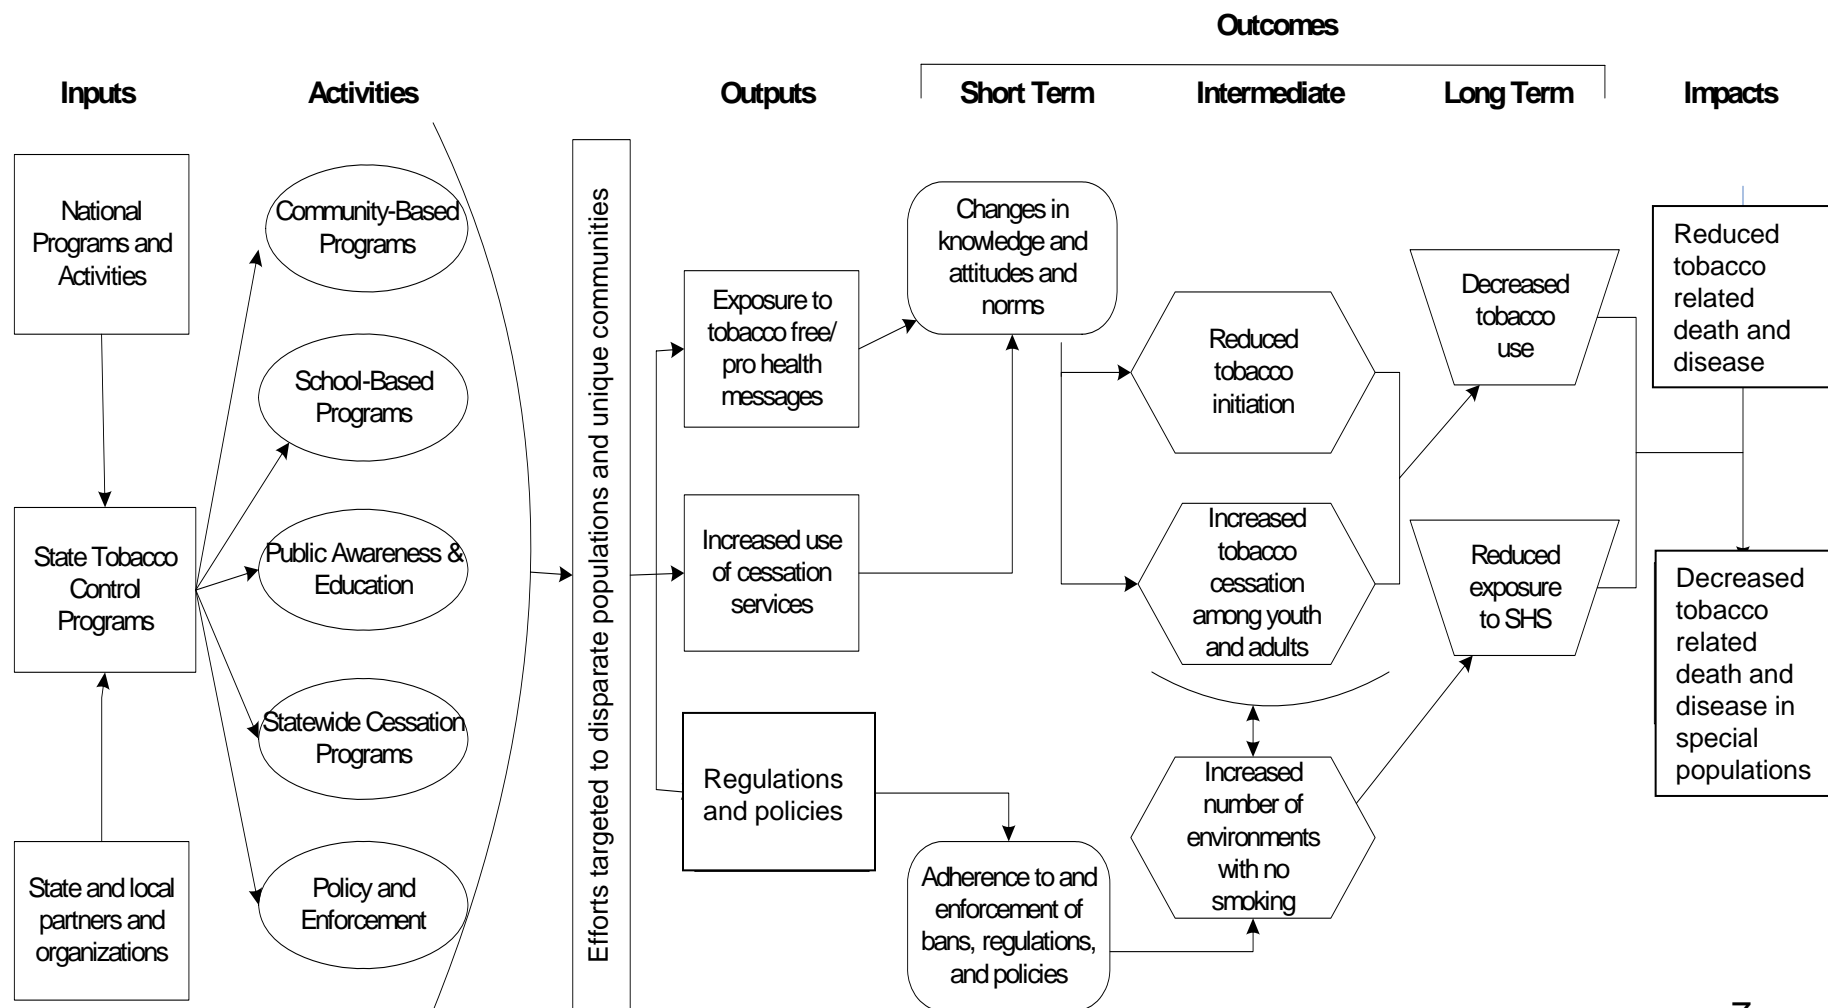 Outcomes
Inputs
Activities
Outputs
Short Term
Intermediate
Long Term
Impacts
National
Programs and
Activities
State Tobacco
Control
Programs
State and local
partners and
organizations
Community-Based
Programs
School-Based
Programs
Public Awareness &
Education
Statewide Cessation
Programs
Policy and
Enforcement
Efforts targeted to disparate populations and unique communities
Exposure to
tobacco free/
pro health
messages
Increased use
of cessation
services
Regulations
and policies
Changes in
knowledge and
attitudes and
norms
Adherence to and
enforcement of
bans, regulations,
and policies
Reduced
tobacco
initiation
Increased
tobacco
cessation
among youth
and adults
Increased
number of
environments
with no
smoking
Decreased
tobacco
use
Reduced
exposure
to SHS
Reduced
tobacco
related
death and
disease
Decreased
tobacco
related
death and
disease in
special
populations